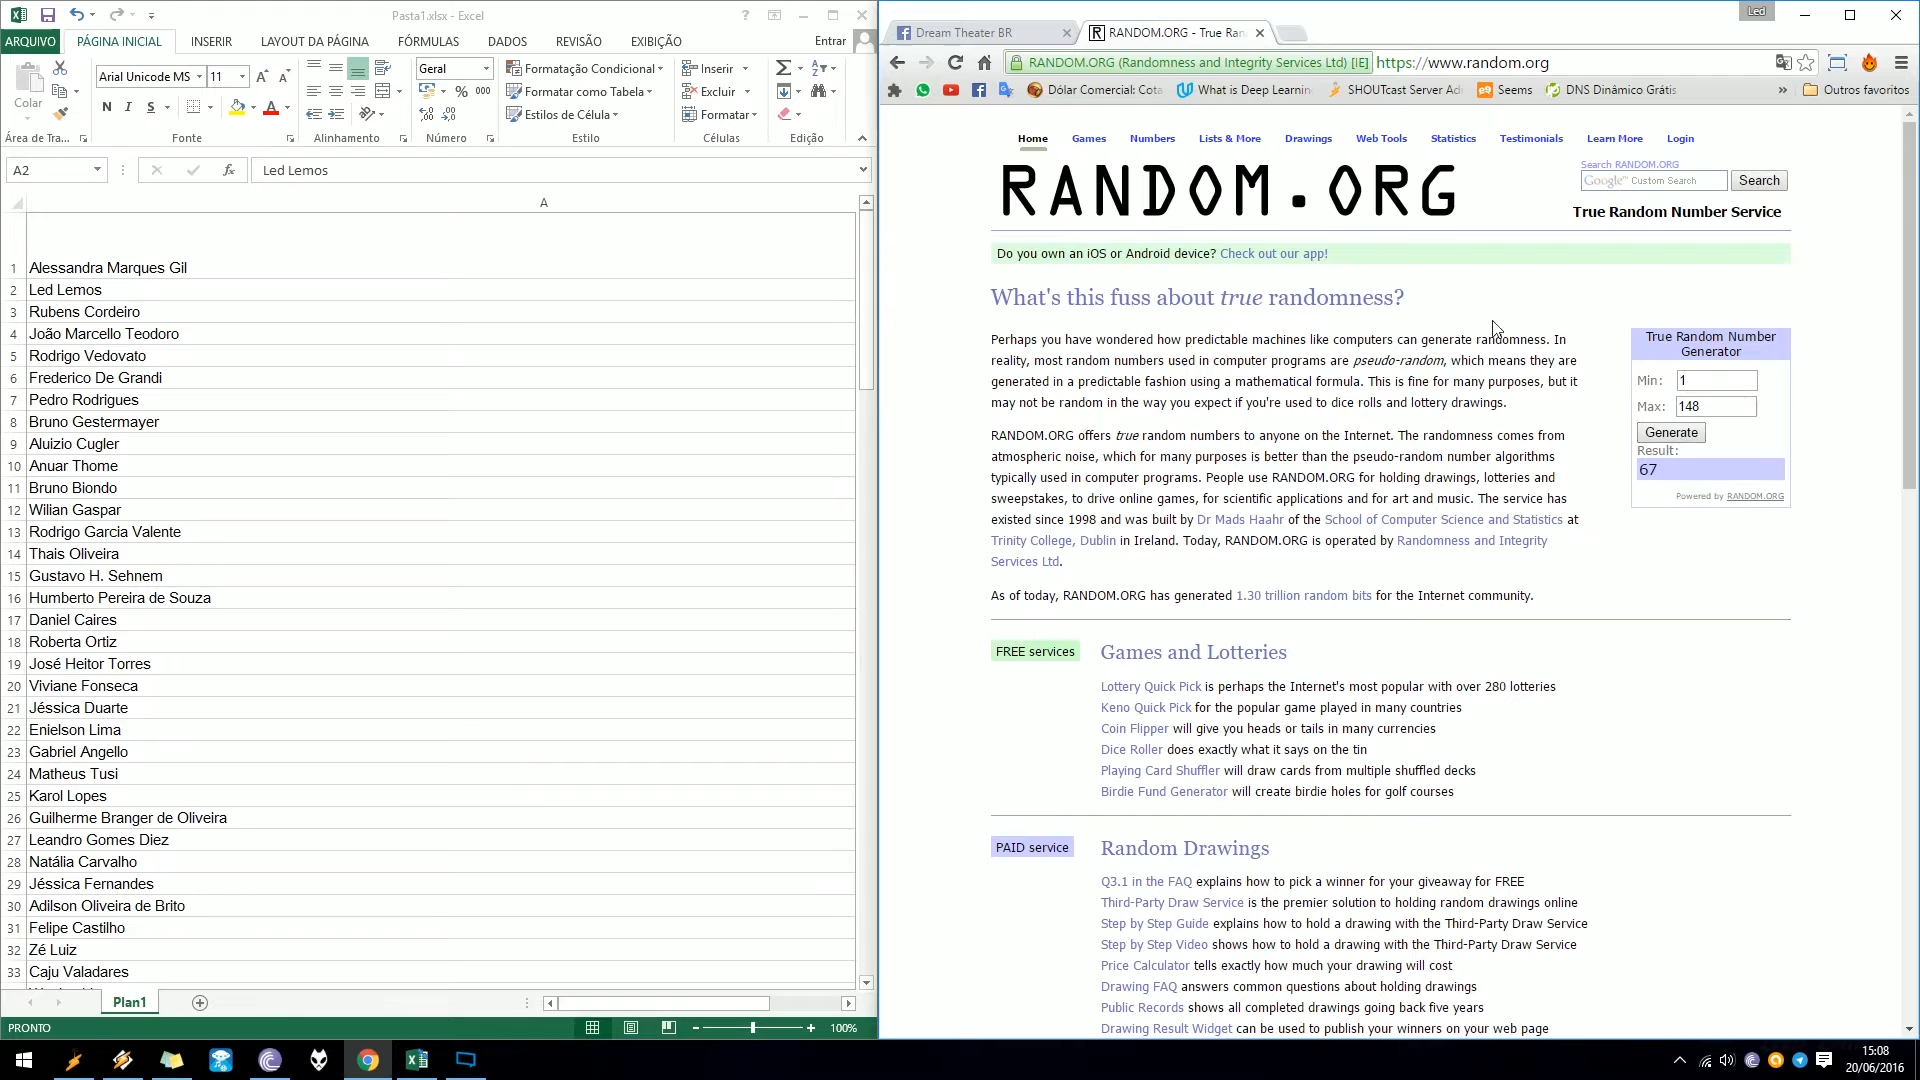 Pasta1.xlsx - Excel
ARQUIVO PÁGINA INICIAL INSERIR LAYOUT DA PÁGINA FÓRMULAS DADOS REVISÃO EXIBIÇÃO Entrar
Colar
Arial Unicode MS 11
N I S
Geral
% 000
Formatação Condicional
Formatar como Tabela
Estilos de Célula
Inserir
Excluir
Formatar
Área de Tra... Fonte Alinhamento Número Estilo Células Edição
A2 fx Led Lemos
A
1 Alessandra Marques Gil
2 Led Lemos
3 Rubens Cordeiro
4 João Marcello Teodoro
5 Rodrigo Vedovato
6 Frederico De Grandi
7 Pedro Rodrigues
8 Bruno Gestermayer
9 Aluizio Cugler
10 Anuar Thome
11 Bruno Biondo
12 Wilian Gaspar
13 Rodrigo Garcia Valente
14 Thais Oliveira
15 Gustavo H. Sehnem
16 Humberto Pereira de Souza
17 Daniel Caires
18 Roberta Ortiz
19 José Heitor Torres
20 Viviane Fonseca
21 Jéssica Duarte
22 Enielson Lima
23 Gabriel Angello
24 Matheus Tusi
25 Karol Lopes
26 Guilherme Branger de Oliveira
27 Leandro Gomes Diez
28 Natália Carvalho
29 Jéssica Fernandes
30 Adilson Oliveira de Brito
31 Felipe Castilho
32 Zé Luiz
33 Caju Valadares
Plan1
PRONTO 100%
Led
Dream Theater BR
RANDOM.ORG - True Ran
RANDOM.ORG (Randomness and Integrity Services Ltd) [IE] https://www.random.org
Dólar Comercial: Cota What is Deep Learnin SHOUTcast Server Ad Seems DNS Dinâmico Grátis » Outros favoritos
Home Games Numbers Lists & More Drawings Web Tools Statistics Testimonials Learn More Login
RANDOM.ORG
Search RANDOM.ORG
Google™ Custom Search Search
True Random Number Service
Do you own an iOS or Android device? Check out our app!
What's this fuss about true randomness?
Perhaps you have wondered how predictable machines like computers can generate randomness. In
reality, most random numbers used in computer programs are pseudo-random, which means they are
generated in a predictable fashion using a mathematical formula. This is fine for many purposes, but it
may not be random in the way you expect if you're used to dice rolls and lottery drawings.
RANDOM.ORG offers true random numbers to anyone on the Internet. The randomness comes from
atmospheric noise, which for many purposes is better than the pseudo-random number algorithms
typically used in computer programs. People use RANDOM.ORG for holding drawings, lotteries and
sweepstakes, to drive online games, for scientific applications and for art and music. The service has
existed since 1998 and was built by Dr Mads Haahr of the School of Computer Science and Statistics at
Trinity College, Dublin in Ireland. Today, RANDOM.ORG is operated by Randomness and Integrity
Services Ltd.
As of today, RANDOM.ORG has generated 1.30 trillion random bits for the Internet community.
True Random Number
Generator
Min: 1
Max: 148
Generate
Result:
67
Powered by RANDOM.ORG
FREE services
Games and Lotteries
Lottery Quick Pick is perhaps the Internet's most popular with over 280 lotteries
Keno Quick Pick for the popular game played in many countries
Coin Flipper will give you heads or tails in many currencies
Dice Roller does exactly what it says on the tin
Playing Card Shuffler will draw cards from multiple shuffled decks
Birdie Fund Generator will create birdie holes for golf courses
PAID service
Random Drawings
Q3.1 in the FAQ explains how to pick a winner for your giveaway for FREE
Third-Party Draw Service is the premier solution to holding random drawings online
Step by Step Guide explains how to hold a drawing with the Third-Party Draw Service
Step by Step Video shows how to hold a drawing with the Third-Party Draw Service
Price Calculator tells exactly how much your drawing will cost
Drawing FAQ answers common questions about holding drawings
Public Records shows all completed drawings going back five years
Drawing Result Widget can be used to publish your winners on your web page
15:08
20/06/2016